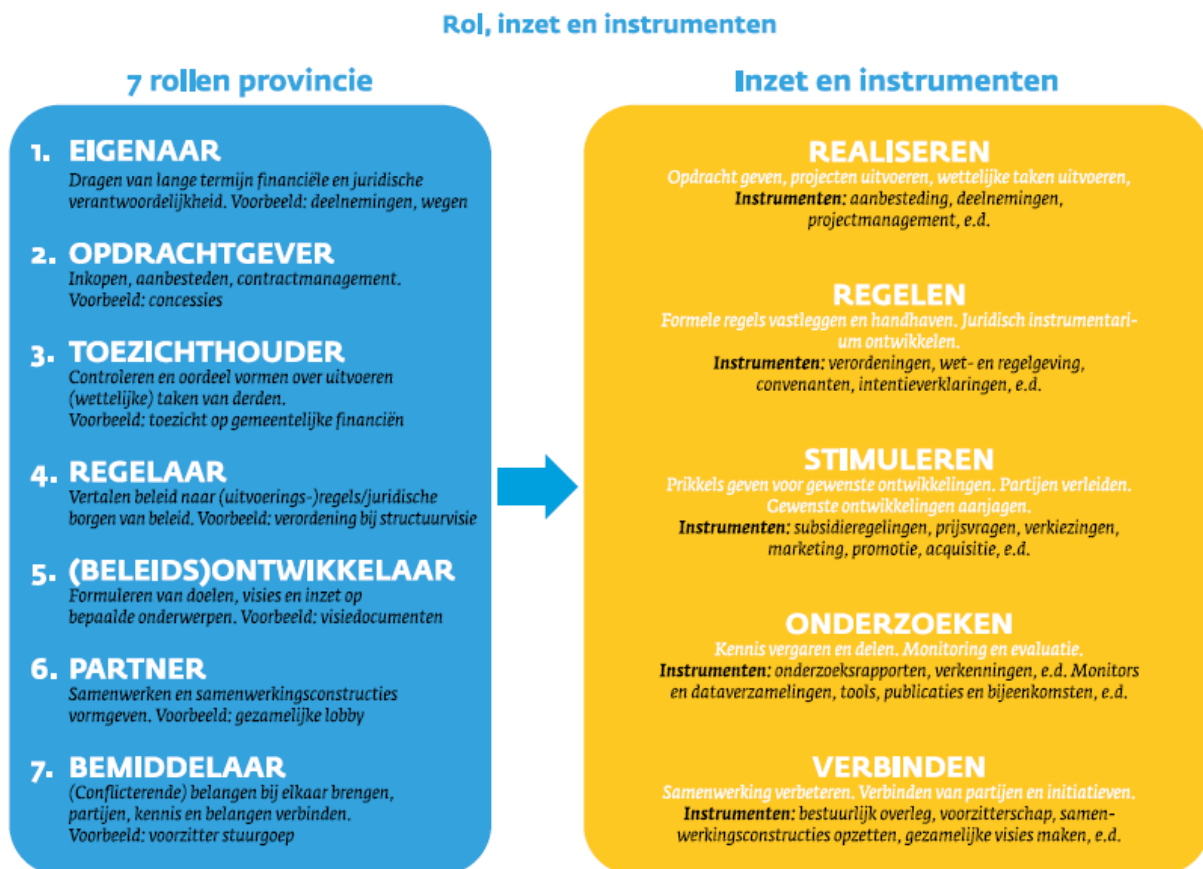 Rol, inzet en instrumenten
7 rollen provincie
1. EIGENAAR
Dragen van lange termijn financiële en juridische
verantwoordelijkheid. Voorbeeld: deelnemingen, wegen
2. OPDRACHTGEVER
Inkopen, aanbesteden, contractmanagement.
Voorbeeld: concessies
3. TOEZICHTHOUDER
Controleren en oordeel vormen over uitvoeren
(wettelijke) taken van derden.
Voorbeeld: toezicht op gemeentelijke financiën
4. REGELAAR
Vertalen beleid naar (uitvoerings-)regels/juridische
borgen van beleid. Voorbeeld: verordening bij structuurvisie
5. (BELEIDS)ONTWIKKELAAR
Formuleren van doelen, visies en inzet op
bepaalde onderwerpen. Voorbeeld: visiedocumenten
6. PARTNER
Samenwerken en samenwerkingsconstructies
vormgeven. Voorbeeld: gezamelijke lobby
7. BEMIDDELAAR
(Conflicterende) belangen bij elkaar brengen,
partijen, kennis en belangen verbinden.
Voorbeeld: voorzitter stuurgoep
Inzet en instrumenten
REALISEREN
Opdracht geven, projecten uitvoeren, wettelijke taken uitvoeren,
Instrumenten: aanbesteding, deelnemingen,
projectmanagement, e.d.
REGELEN
Formele regels vastleggen en handhaven. Juridisch instrumentari-
um ontwikkelen.
Instrumenten: verordeningen, wet- en regelgeving,
convenanten, intentieverklaringen, e.d.
STIMULEREN
Prikkels geven voor gewenste ontwikkelingen. Partijen verleiden.
Gewenste ontwikkelingen aanjagen.
Instrumenten: subsidieregelingen, prijsvragen, verkiezingen,
marketing, promotie, acquisitie, e.d.
ONDERZOEKEN
Kennis vergaren en delen. Monitoring en evaluatie.
Instrumenten: onderzoeksrapporten, verkenningen, e.d. Monitors
en dataverzamelingen, tools, publicaties en bijeenkomsten, e.d.
VERBINDEN
Samenwerking verbeteren. Verbinden van partijen en initiatieven.
Instrumenten: bestuurlijk overleg, voorzitterschap, samen-
werkingsconstructies opzetten, gezamelijke visies maken, e.d.